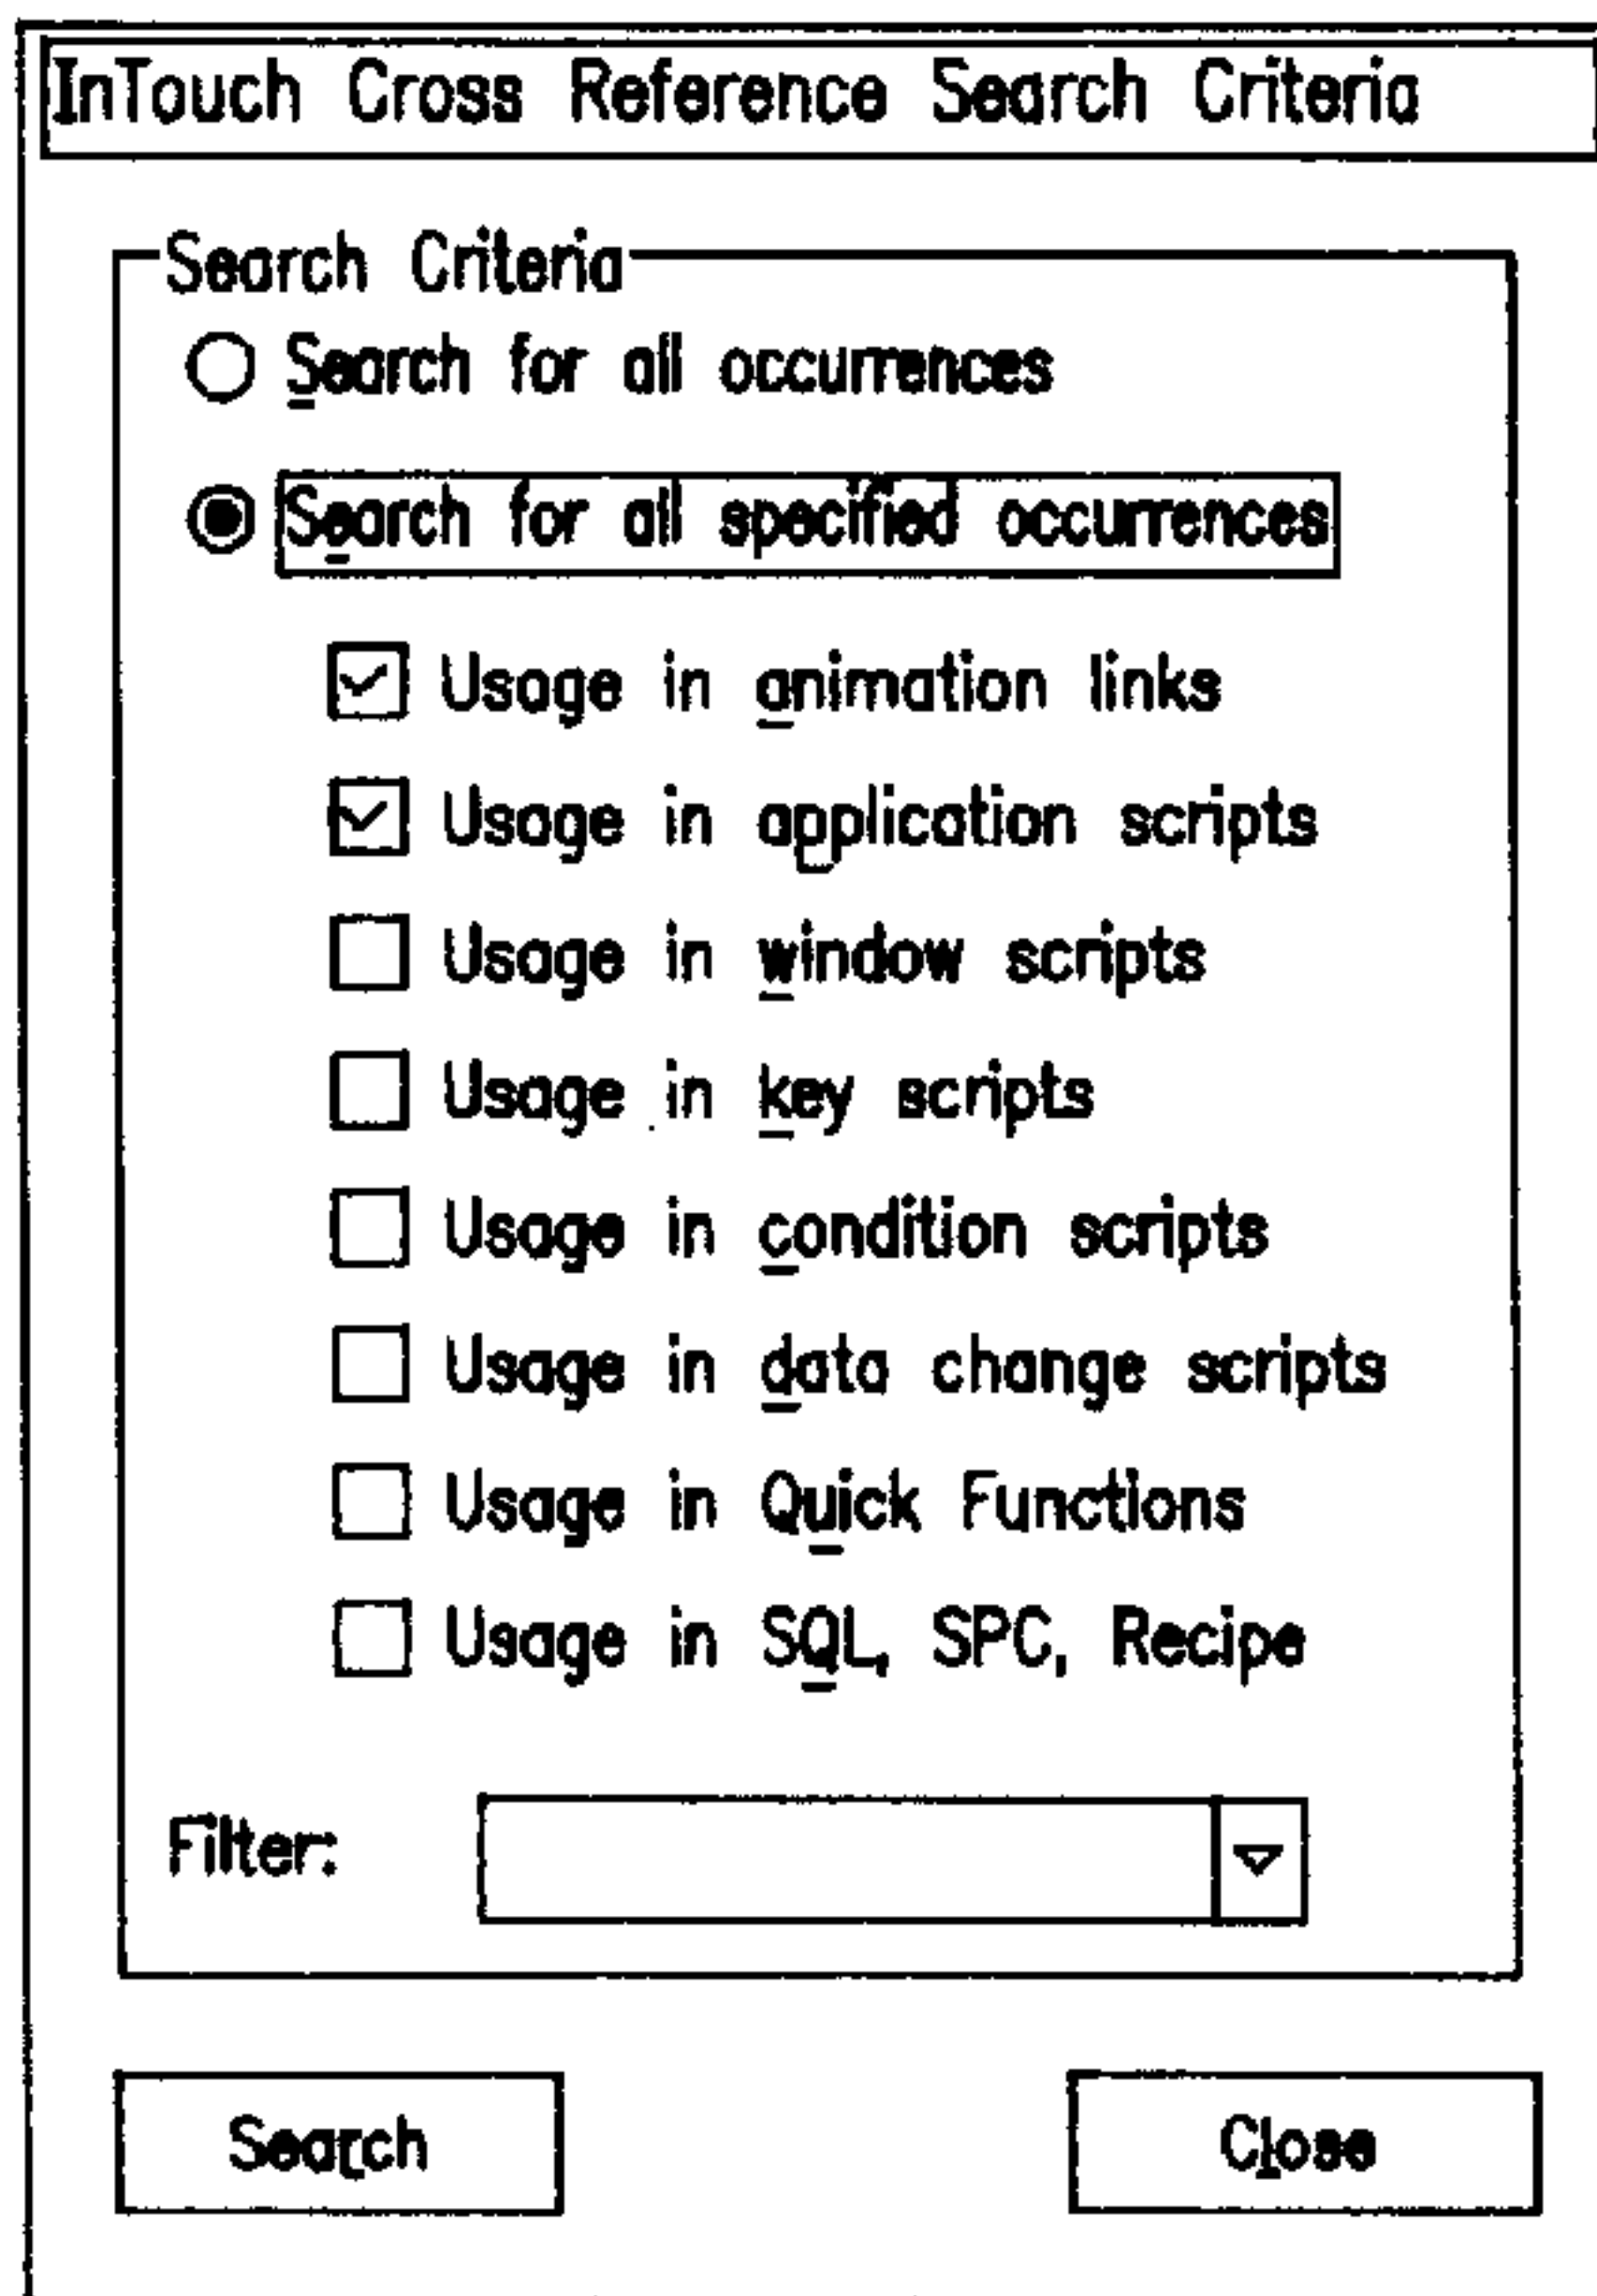 InTouch Cross Reference Search Criteria
Search Criteria
Search for all occurrences
Search for all specified occurrences
Usage in animation links
Usage in application scripts
Usage in window scripts
Usage in key scripts
Usage in condition scripts
Usage in data change scripts
Usage in Quick Functions
Usage in SQL, SPC, Recipe
Filter:
Search
Close